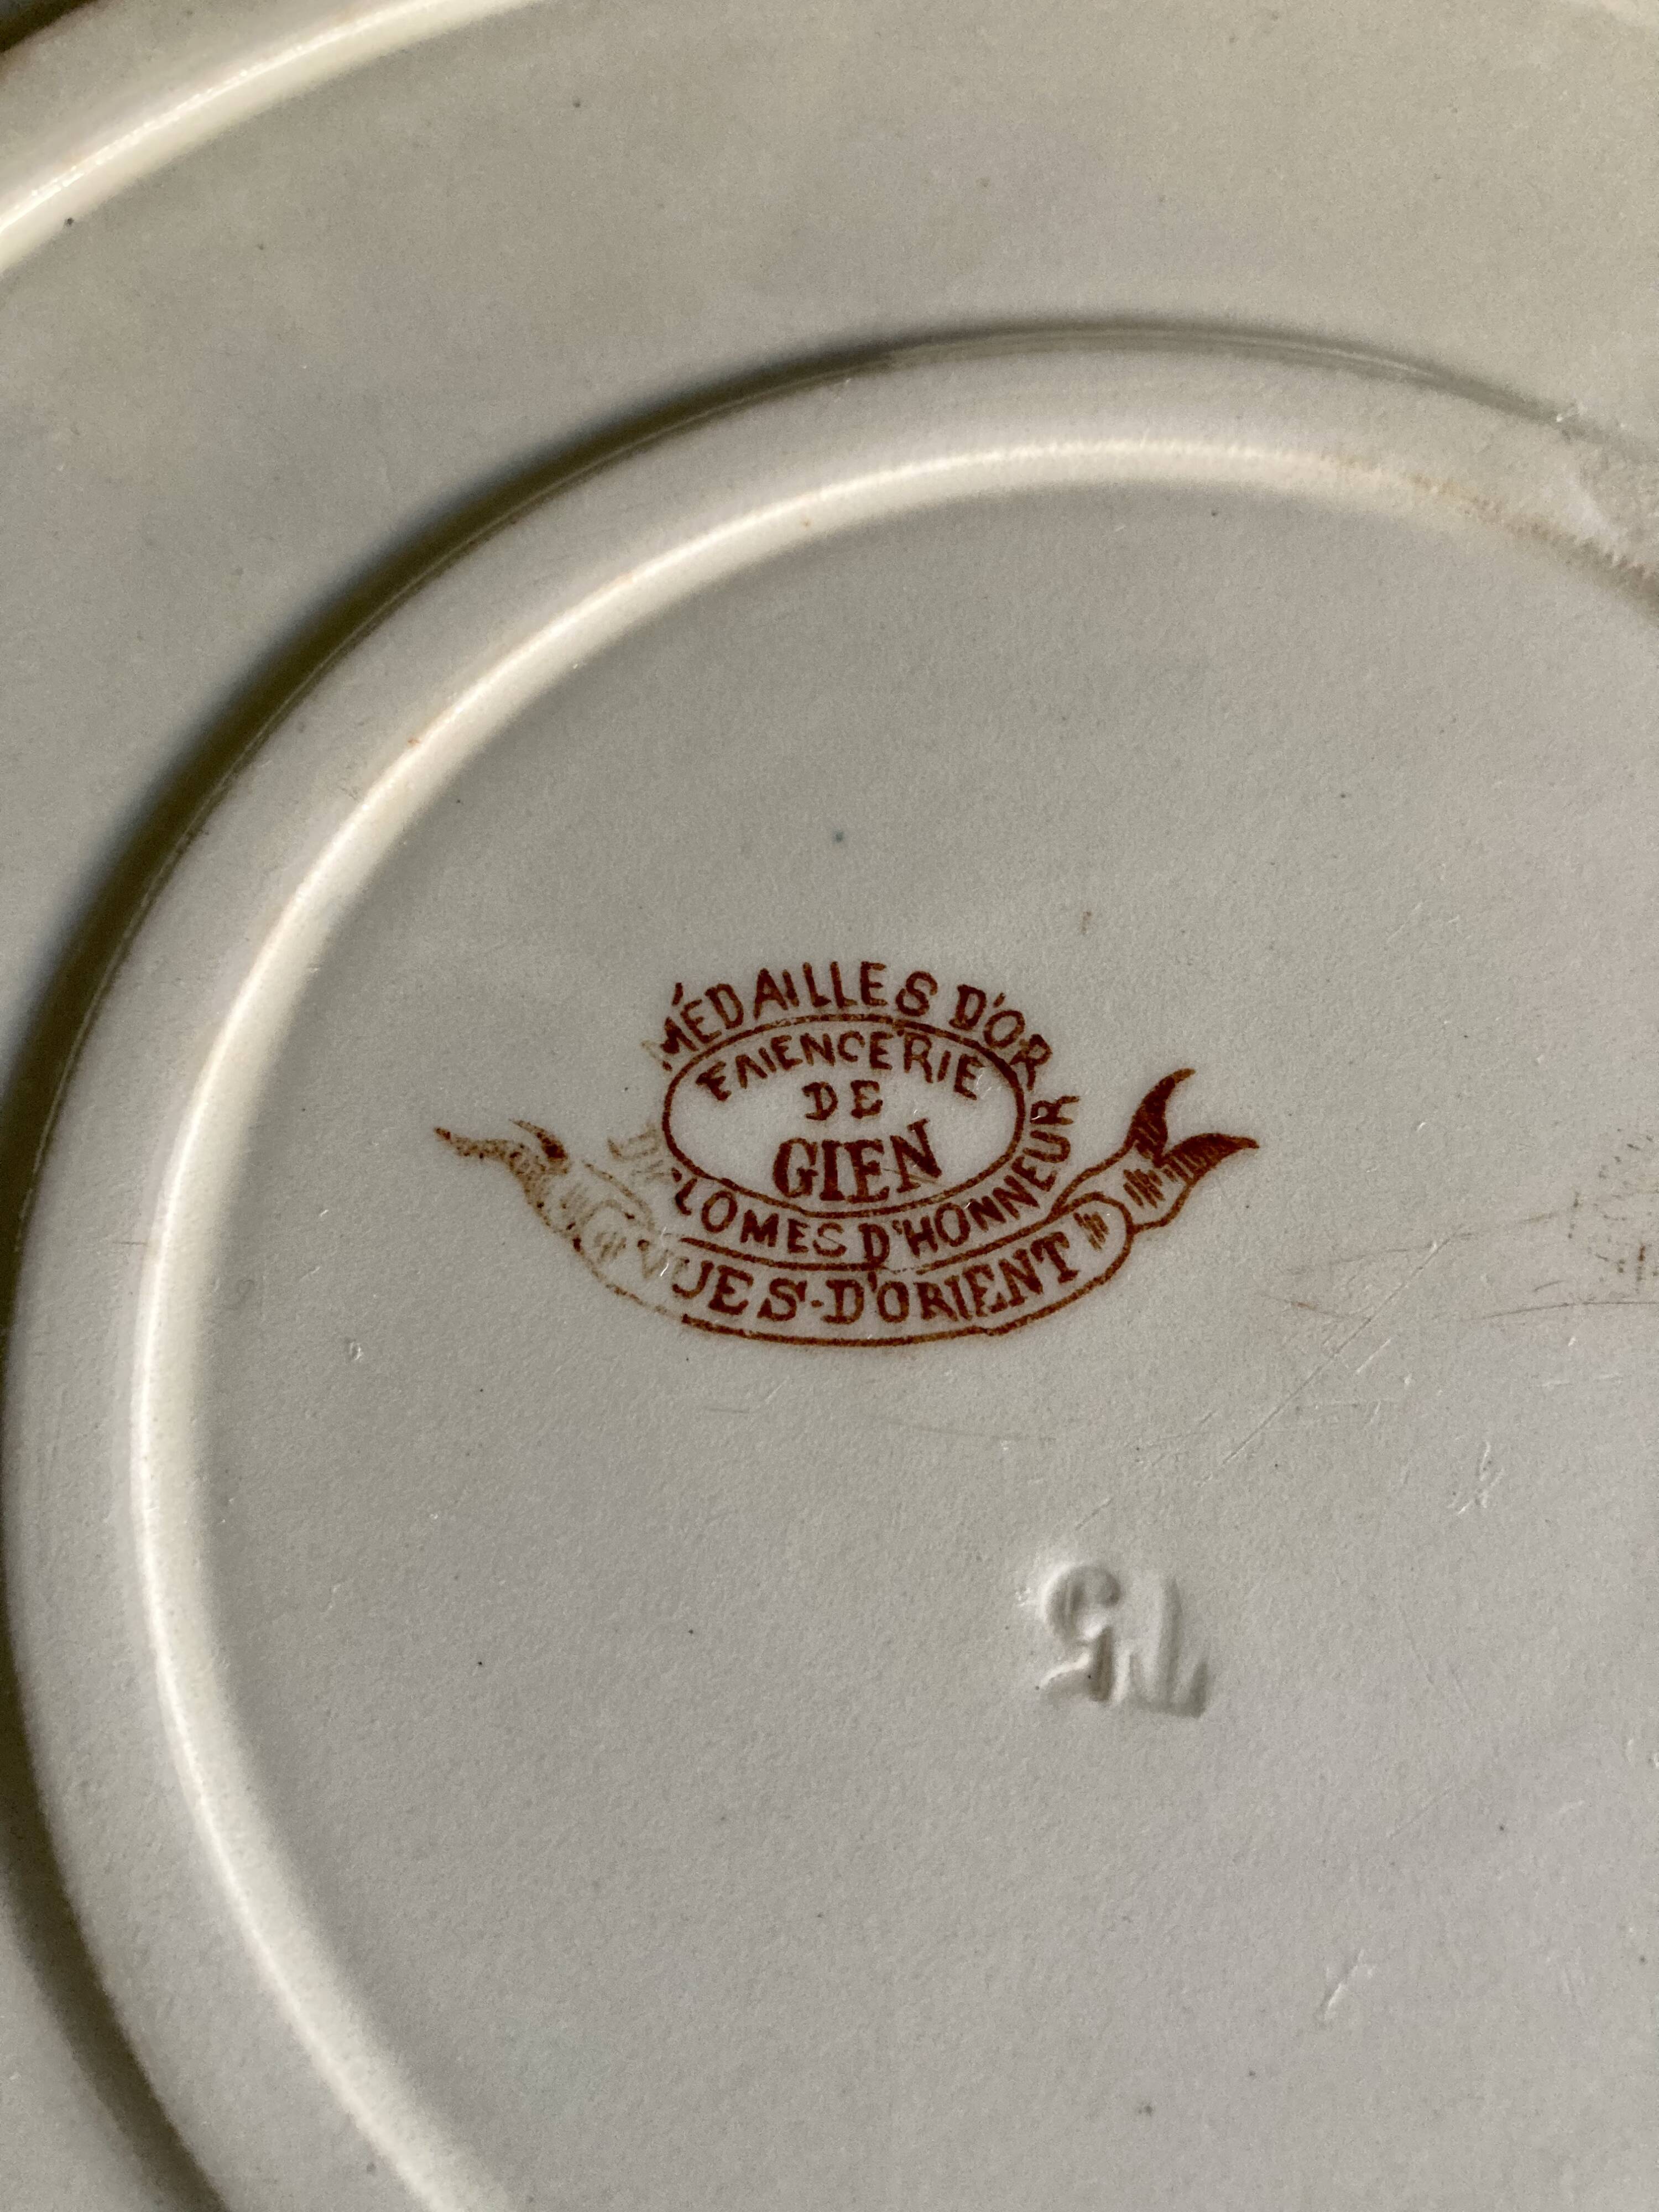 MÉDAILLES D'OR
FAIENCERIE
DE
GIEN
DIPLOMES D'HONNEUR
VUES-D'ORIENT